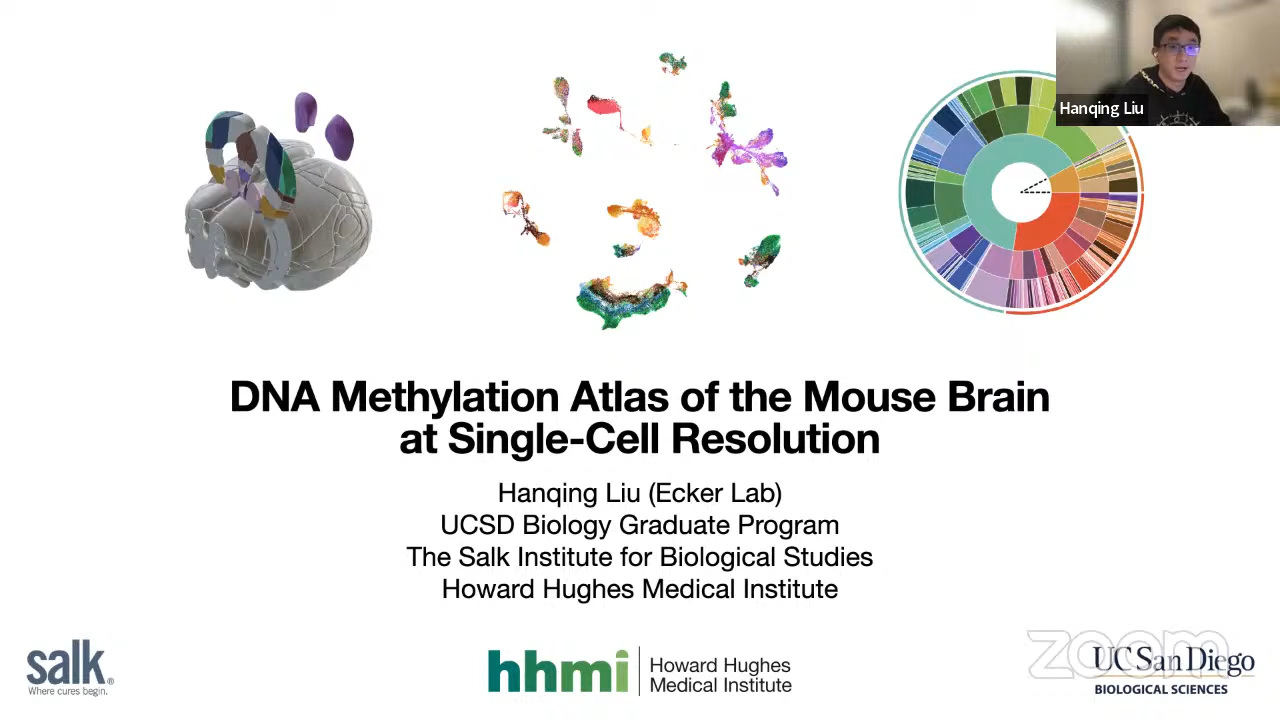 Hanqing Liu
DNA Methylation Atlas of the Mouse Brain
at Single-Cell Resolution
Hanqing Liu (Ecker Lab)
UCSD Biology Graduate Program
The Salk Institute for Biological Studies
Howard Hughes Medical Institute
salk®
Where cures begin.
hhmi
Howard Hughes
Medical Institute
zoom
UC San Diego
BIOLOGICAL SCIENCES